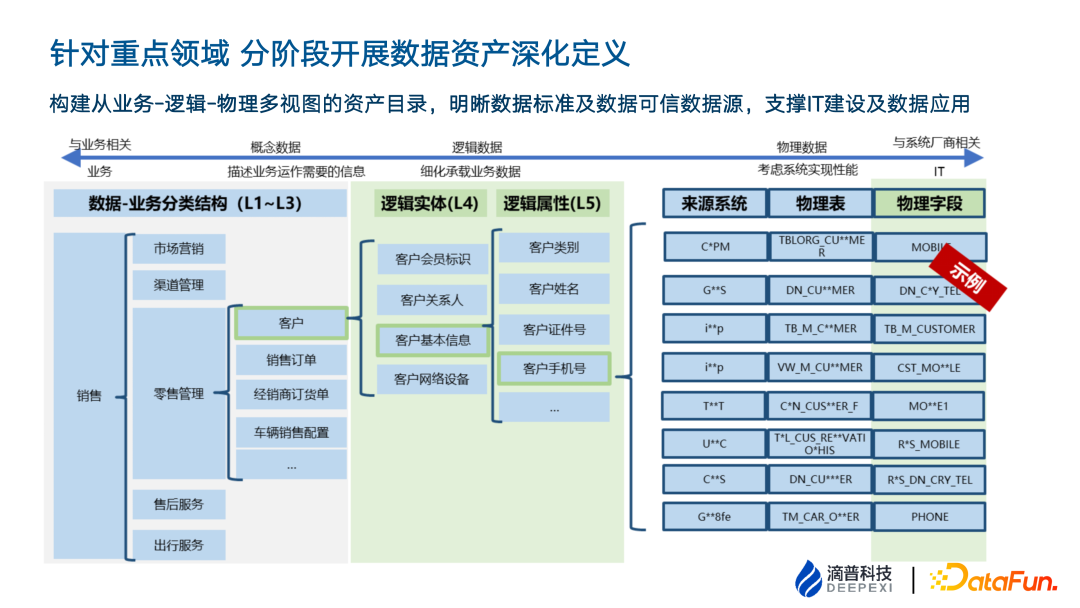 针对重点领域 分阶段开展数据资产深化定义
构建从业务-逻辑-物理多视图的资产目录，明晰数据标准及数据可信数据源，支撑IT建设及数据应用
与业务相关
概念数据
逻辑数据
物理数据
与系统厂商相关
业务
描述业务运作需要的信息
细化承载业务数据
考虑系统实现性能
IT
数据-业务分类结构（L1~L3）
逻辑实体(L4)
逻辑属性(L5)
来源系统
物理表
物理字段
销售
市场营销
渠道管理
零售管理
售后服务
出行服务
客户
销售订单
经销商订货单
车辆销售配置
...
客户会员标识
客户关系人
客户基本信息
客户网络设备
客户类别
客户姓名
客户证件号
客户手机号
...
C*PM
TBLORG_CU**ME
R
G**S
DN_CU**MER
DN_C*Y_TEL
i**p
TB_M_C**MER
TB_M_CUSTOMER
i**p
VW_M_CU**MER
CST_MO**LE
T**T
C*N_CUS**ER_F
MO**E1
U**C
T*L_CUS_RE**VATI
O*HIS
R*S_MOBILE
C**S
DN_CU***ER
R*S_DN_CRY_TEL
G**8fe
TM_CAR_O**ER
PHONE
示例
滴普科技
DEEPEXI
DataFun.